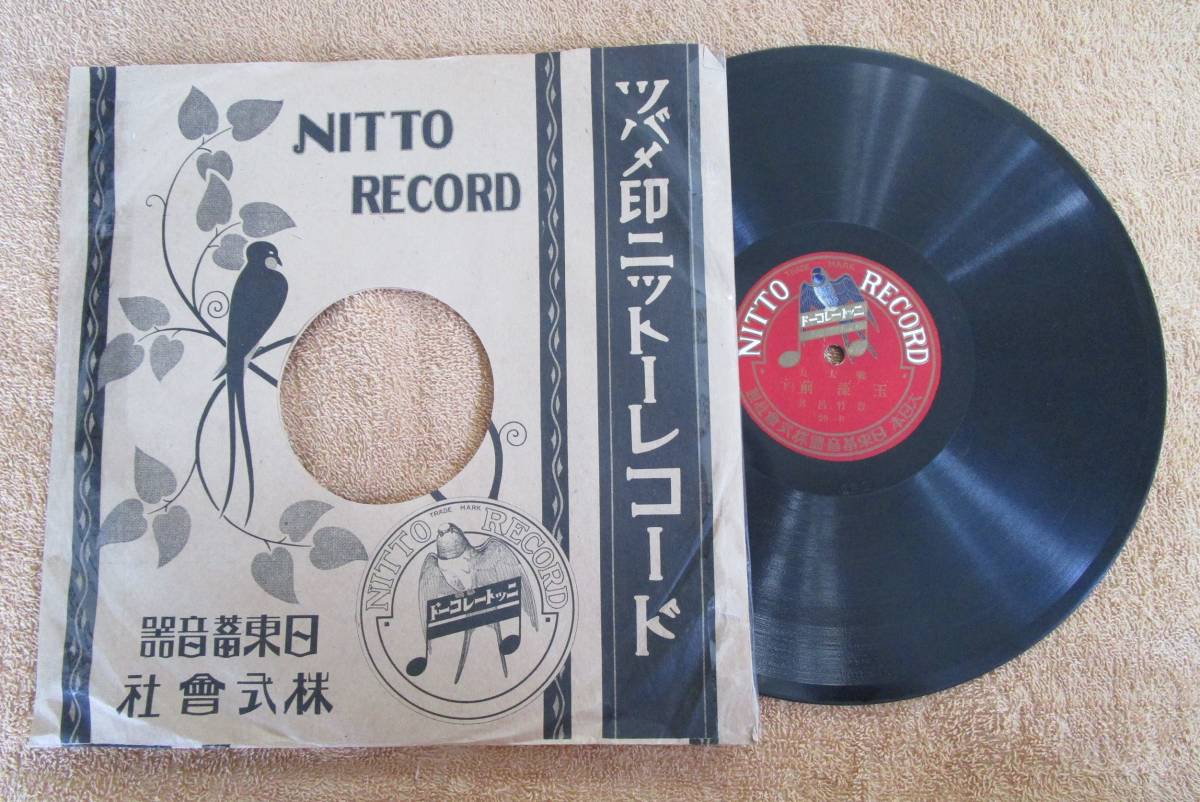 NITTO
RECORD
ツバメ印ニットーレコード
NITTO RECORD
TRADE MARK
ドーコレートッニ
器音蓄東日
社會式株
NITTO RECORD
TRADE MARK
ドーコレートッニ
前藻玉